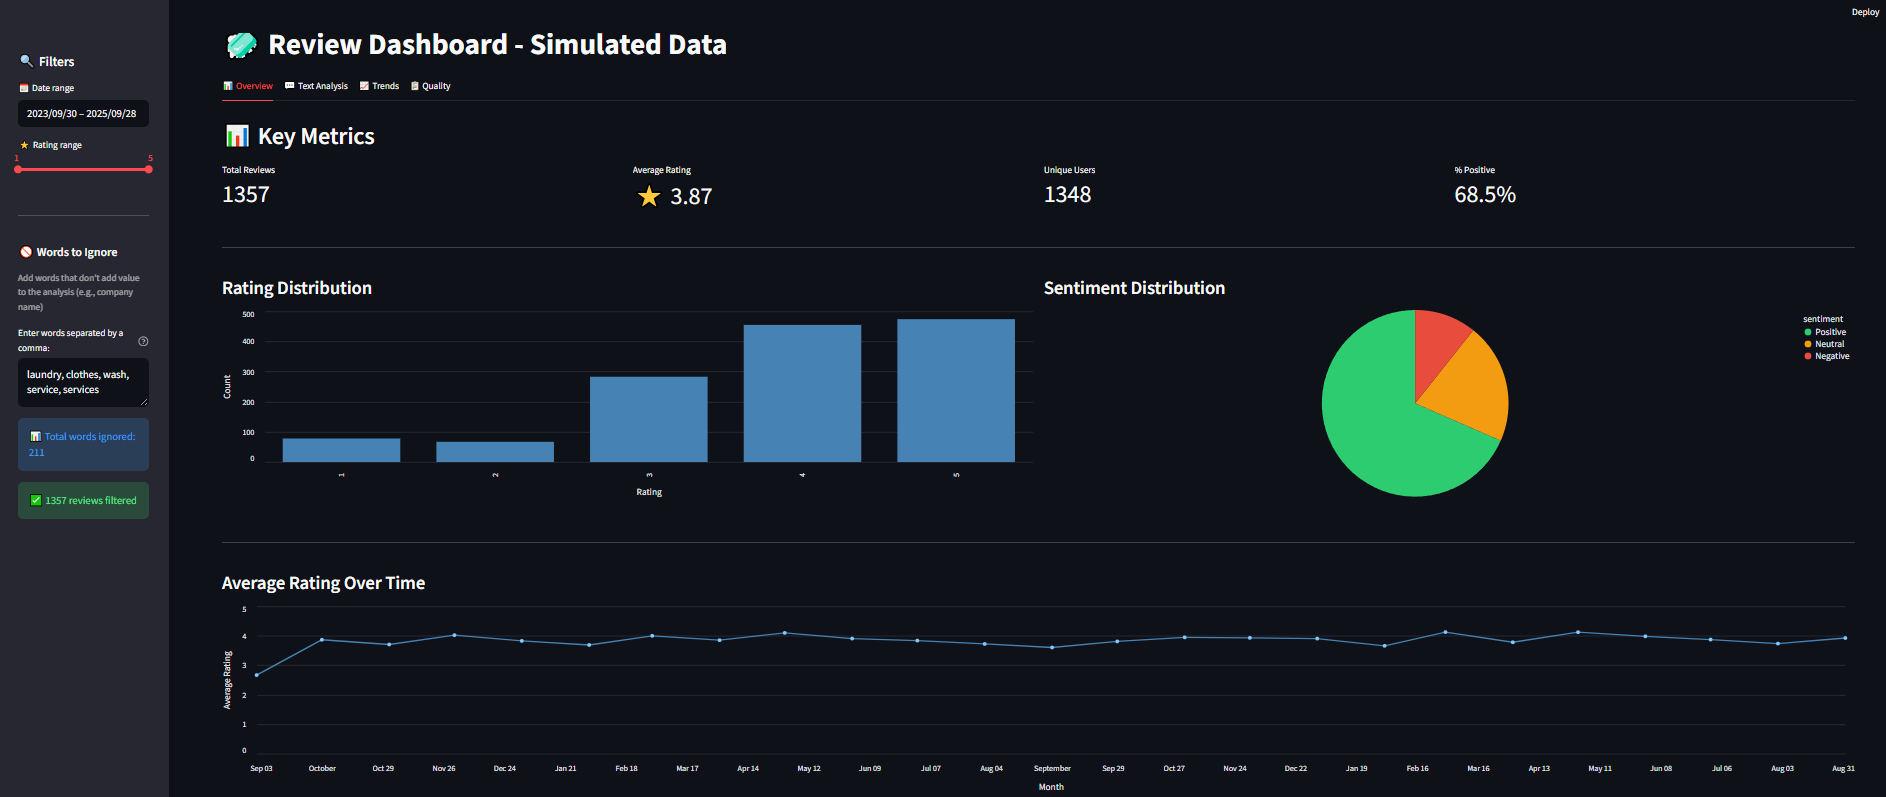 Deploy
Filters
Date range
2023/09/30 – 2025/09/28
Rating range
1 5
Words to Ignore
Add words that don't add value
to the analysis (e.g., company
name)
Enter words separated by a
comma:
laundry, clothes, wash,
service, services
Total words ignored:
211
1357 reviews filtered
Review Dashboard - Simulated Data
Overview Text Analysis Trends Quality
Key Metrics
Total Reviews
1357
Average Rating
3.87
Unique Users
1348
% Positive
68.5%
Rating Distribution
500
400
300
200
100
0
Count
1 2 3 4 5
Rating
Sentiment Distribution
sentiment
Positive
Neutral
Negative
Average Rating Over Time
5
4
3
2
1
0
Average Rating
Sep 03 October Oct 29 Nov 26 Dec 24 Jan 21 Feb 18 Mar 17 Apr 14 May 12 Jun 09 Jul 07 Aug 04 September Sep 29 Oct 27 Nov 24 Dec 22 Jan 19 Feb 16 Mar 16 Apr 13 May 11 Jun 08 Jul 06 Aug 03 Aug 31
Month